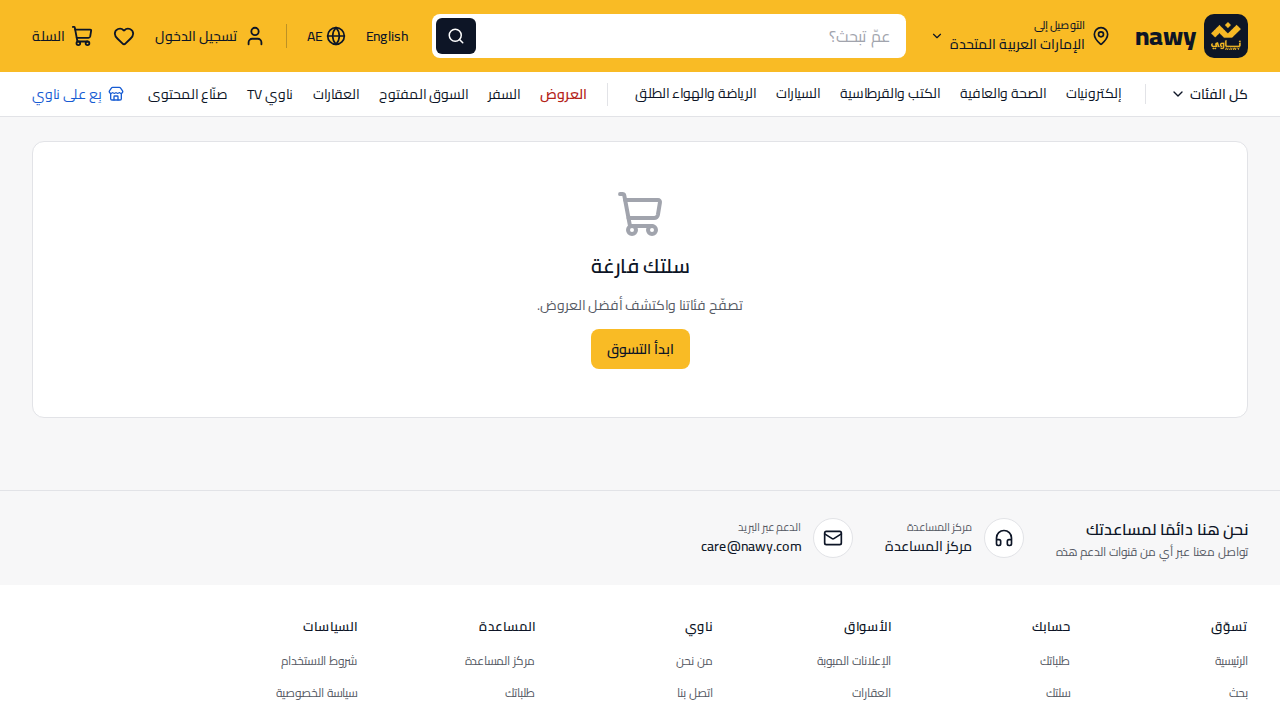 ناوي
NAWY
nawy
التوصيل إلى
الإمارات العربية المتحدة
عمّ تبحث؟
English
AE
تسجيل الدخول
السلة
كل الفئات
إلكترونيات
الصحة والعافية
الكتب والقرطاسية
السيارات
الرياضة والهواء الطلق
العروض
السفر
السوق المفتوح
العقارات
ناوي TV
صنّاع المحتوى
بع على ناوي
سلتك فارغة
تصفّح فئاتنا واكتشف أفضل العروض.
ابدأ التسوق
نحن هنا دائمًا لمساعدتك
تواصل معنا عبر أي من قنوات الدعم هذه
مركز المساعدة
مركز المساعدة
الدعم عبر البريد
care@nawy.com
تسوّق
الرئيسية
بحث
حسابك
طلباتك
سلتك
الأسواق
الإعلانات المبوبة
العقارات
ناوي
من نحن
اتصل بنا
المساعدة
مركز المساعدة
طلباتك
السياسات
شروط الاستخدام
سياسة الخصوصية